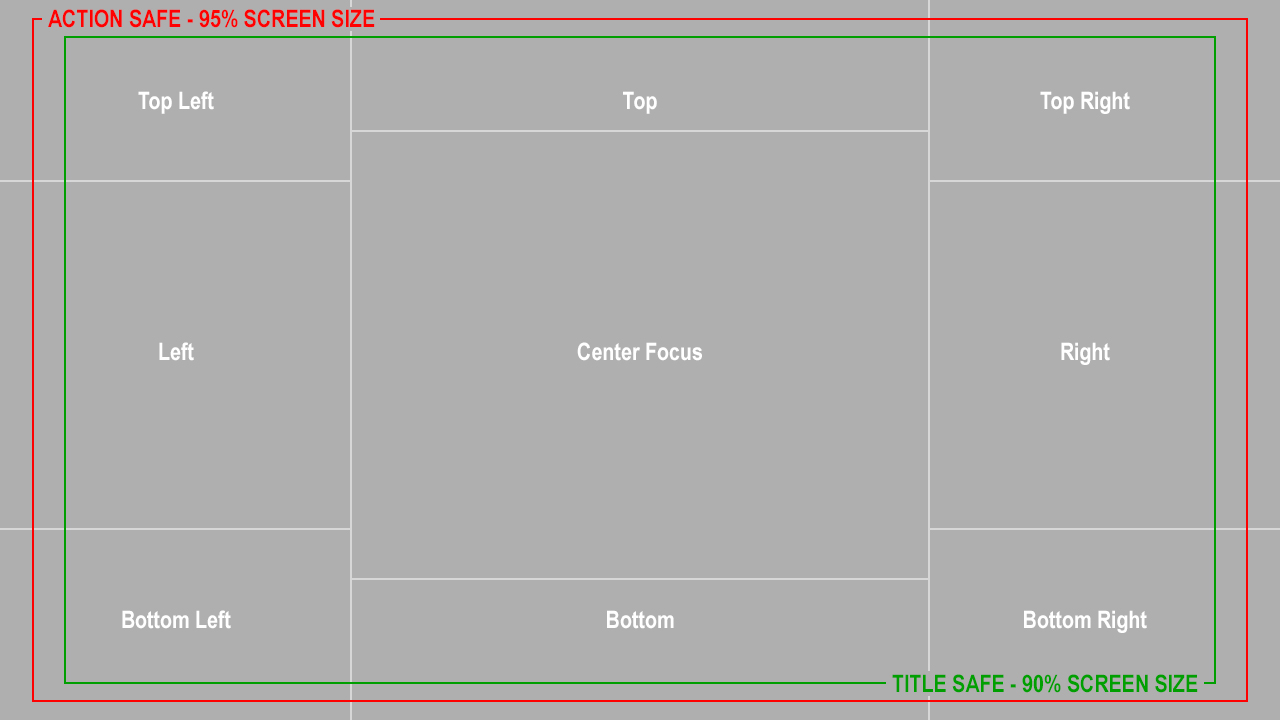 ACTION SAFE - 95% SCREEN SIZE
Top Left
Top
Top Right
Left
Center Focus
Right
Bottom Left
Bottom
Bottom Right
TITLE SAFE - 90% SCREEN SIZE